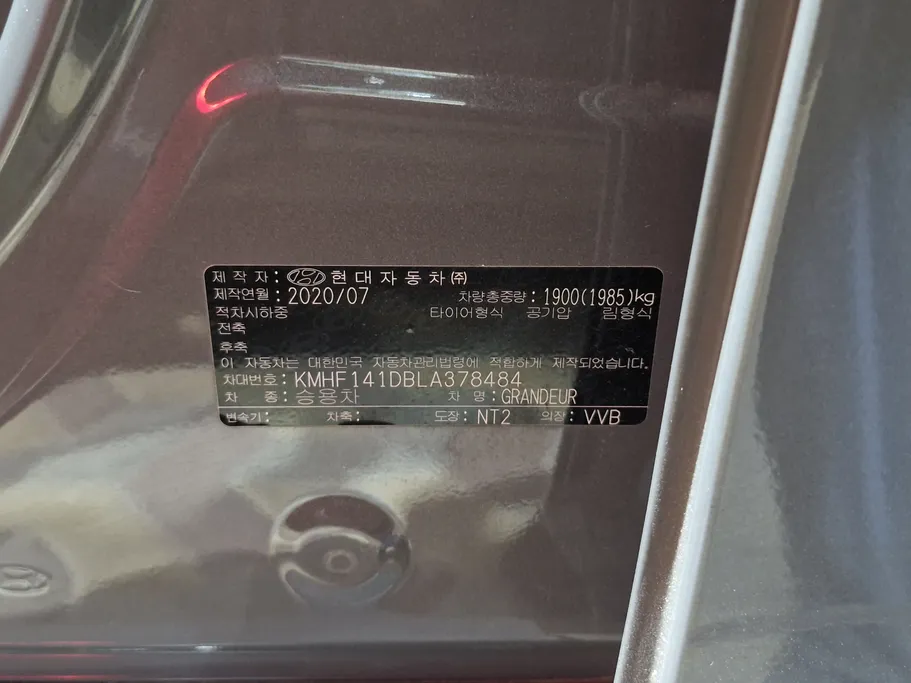 제작자: 현대자동차㈜
제작연월: 2020/07 차량총중량: 1900(1985)kg
적차시하중 타이어형식 공기압 림형식
전축
후축
이 자동차는 대한민국 자동차관리법령에 적합하게 제작되었습니다.
차대번호: KMHF141DBLA378484
차 종: 승용차 차 명: GRANDEUR
변속기: 차축: 도장: NT2 의장: VVB